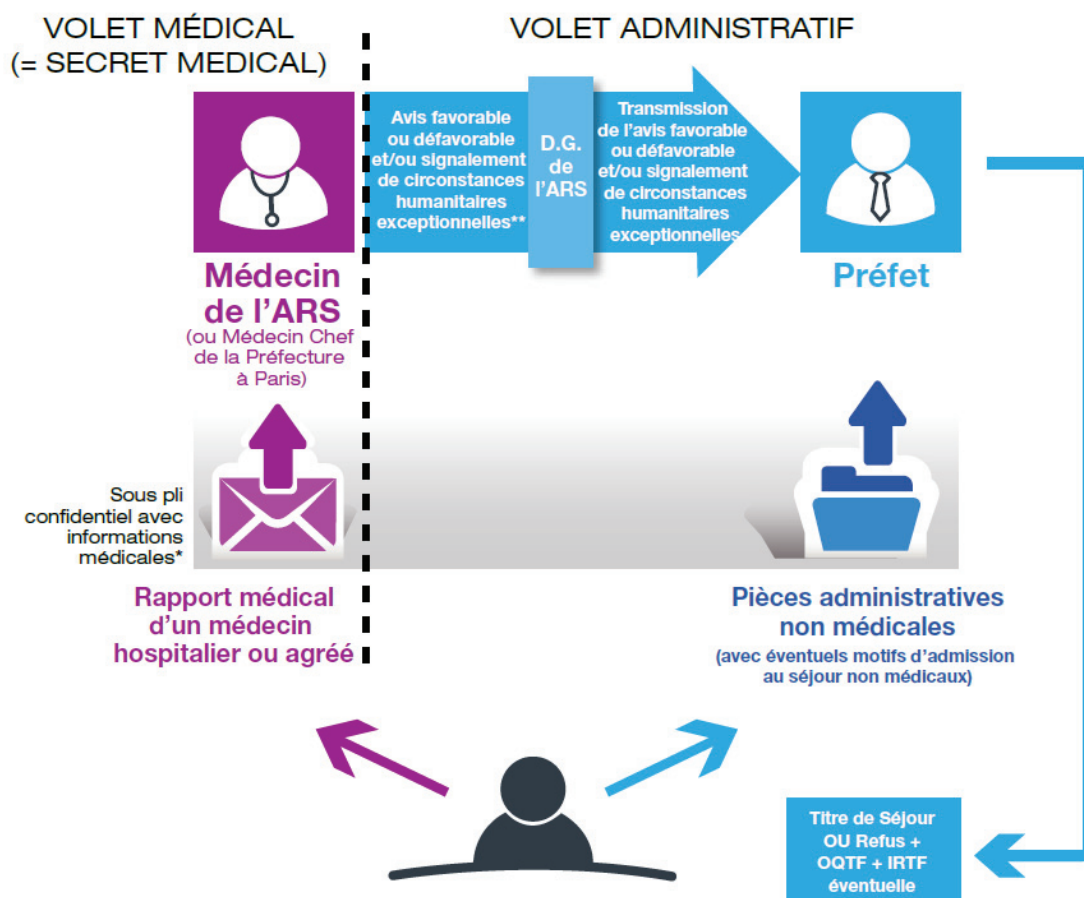 VOLET MÉDICAL
(= SECRET MEDICAL)
VOLET ADMINISTRATIF
Avis favorable
ou défavorable
et/ou signalement
de circonstances
humanitaires
exceptionnelles**
D.G.
de
l'ARS
Transmission
de l'avis favorable
ou défavorable
et/ou signalement
de circonstances
humanitaires
exceptionnelles
Médecin
de l'ARS
(ou Médecin Chef
de la Préfecture
à Paris)
Préfet
Sous pli
confidentiel avec
informations
médicales*
Rapport médical
d'un médecin
hospitalier ou agréé
Pièces administratives
non médicales
(avec éventuels motifs d'admission
au séjour non médicaux)
Titre de Séjour
OU Refus +
OQTF + IRTF
éventuelle